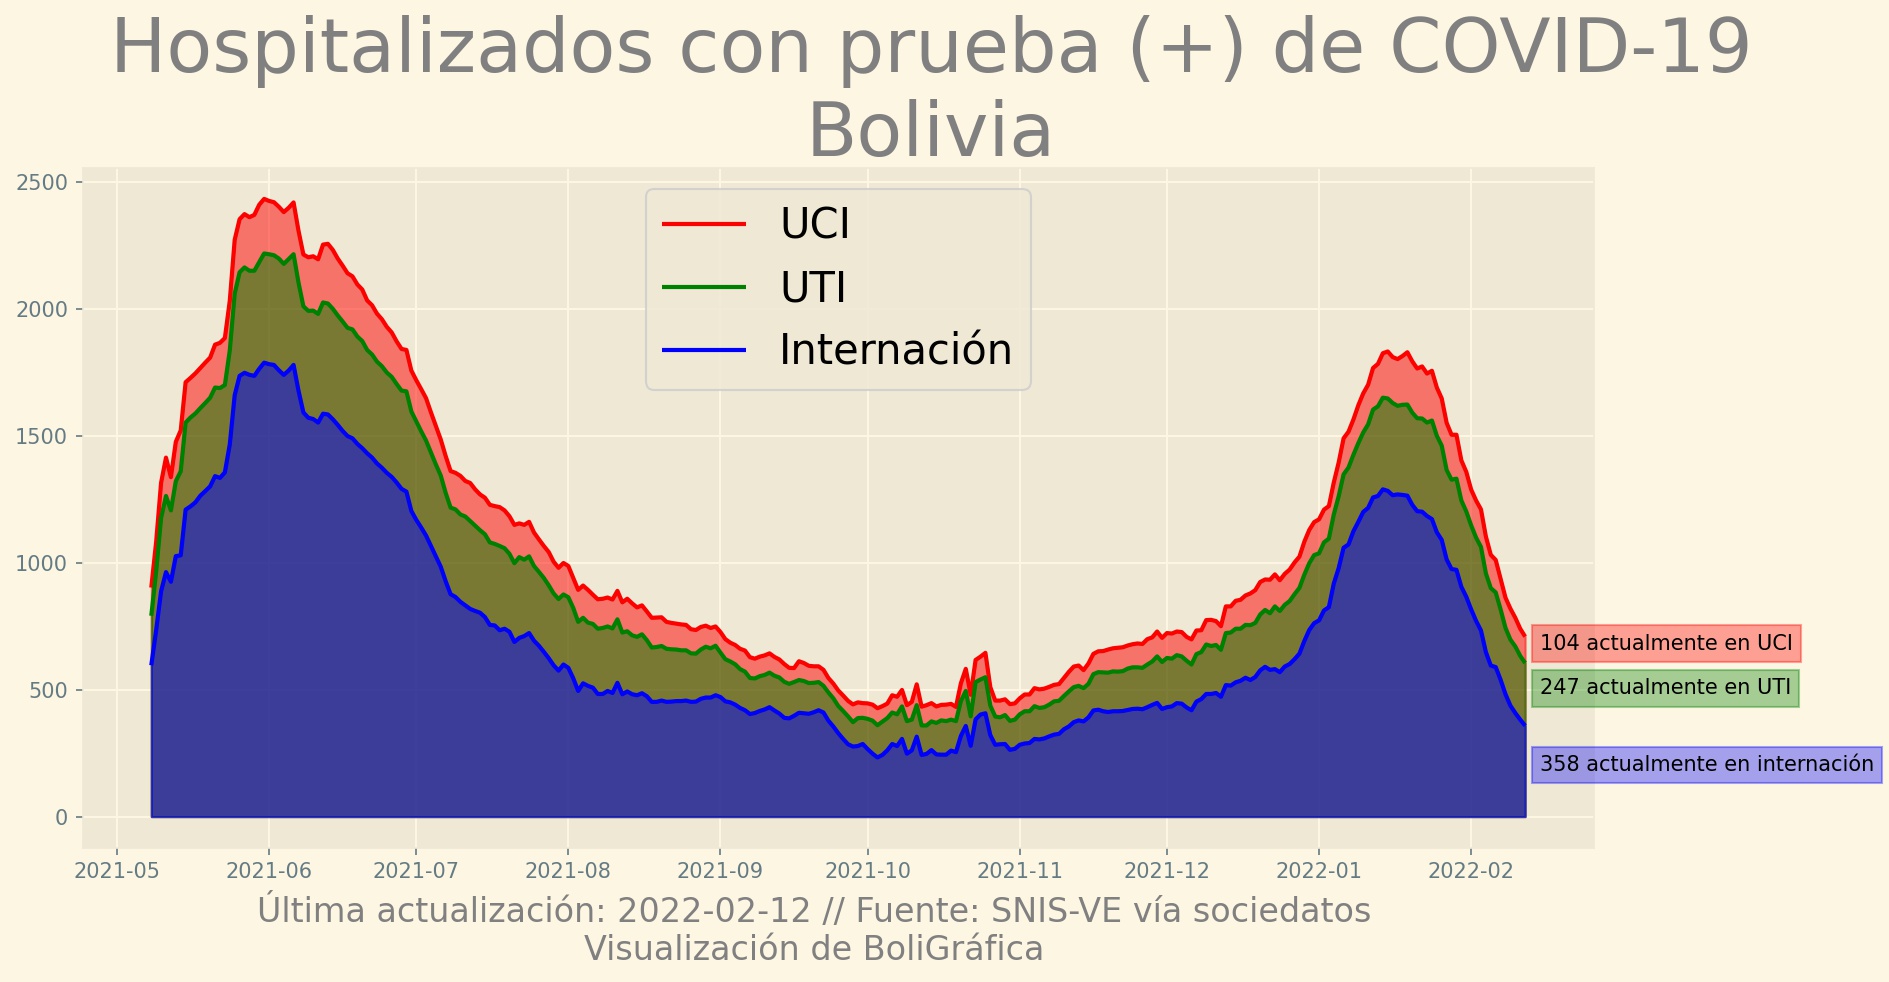 Hospitalizados con prueba (+) de COVID-19
Bolivia
2500
2000
1500
1000
500
0
UCI
UTI
Internación
104 actualmente en UCI
247 actualmente en UTI
358 actualmente en internación
2021-05 2021-06 2021-07 2021-08 2021-09 2021-10 2021-11 2021-12 2022-01 2022-02
Última actualización: 2022-02-12 // Fuente: SNIS-VE vía sociedatos
Visualización de BoliGráfica